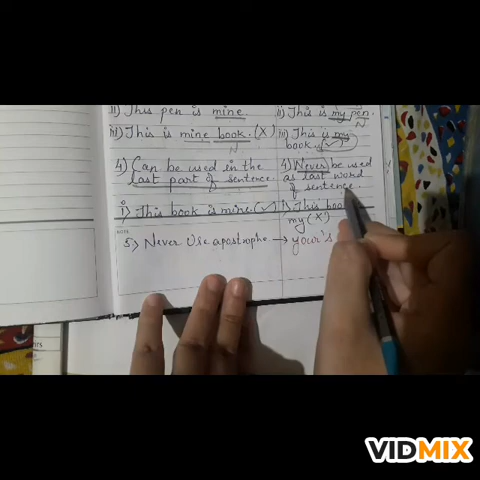 ii) This pen is mine.
iii) This is mine book. (X)
N
4) Can be used in the
last part of sentence.
i) This book is mine. (✓)
5) Never Use apostrophe → your's
ii) This is my pen.
N
iii) This is my
book. (✓)
4) Never be used
as last word
of sentence.
i) This book
my (X)
NOTE
VIDMIX